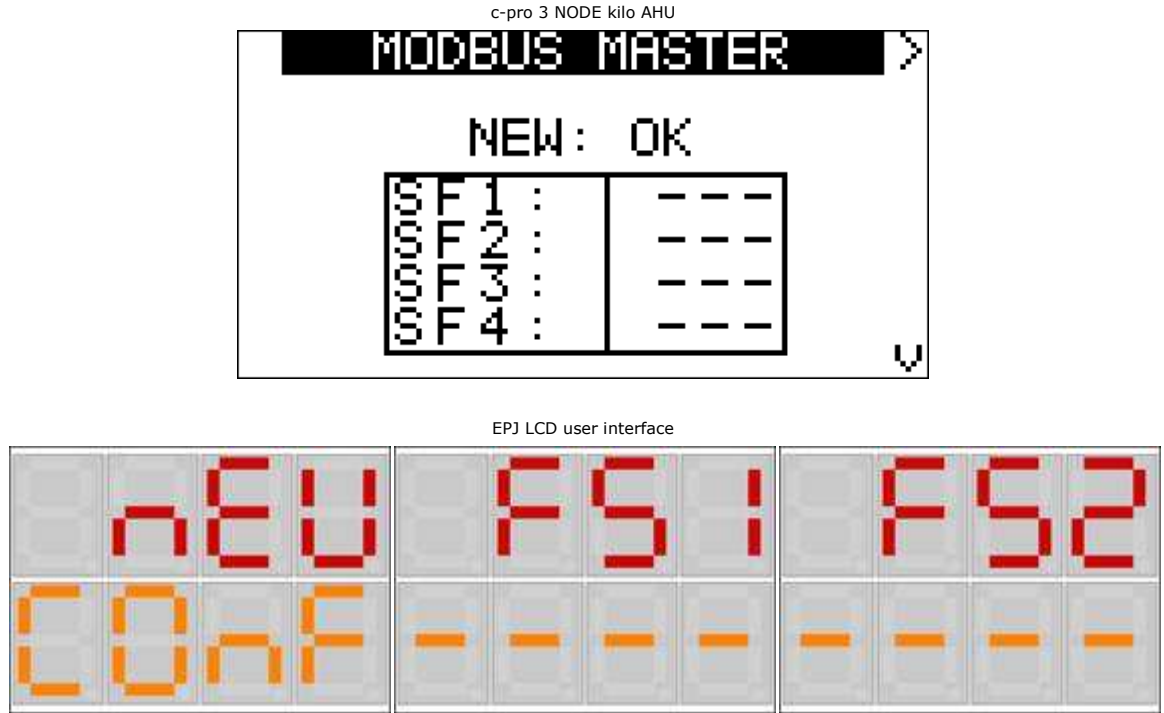 c-pro 3 NODE kilo AHU
MODBUS MASTER >
NEW: OK
SF1: ---
SF2: ---
SF3: ---
SF4: ---
EPJ LCD user interface
nEU FS1 FS2
COnF ---- ----